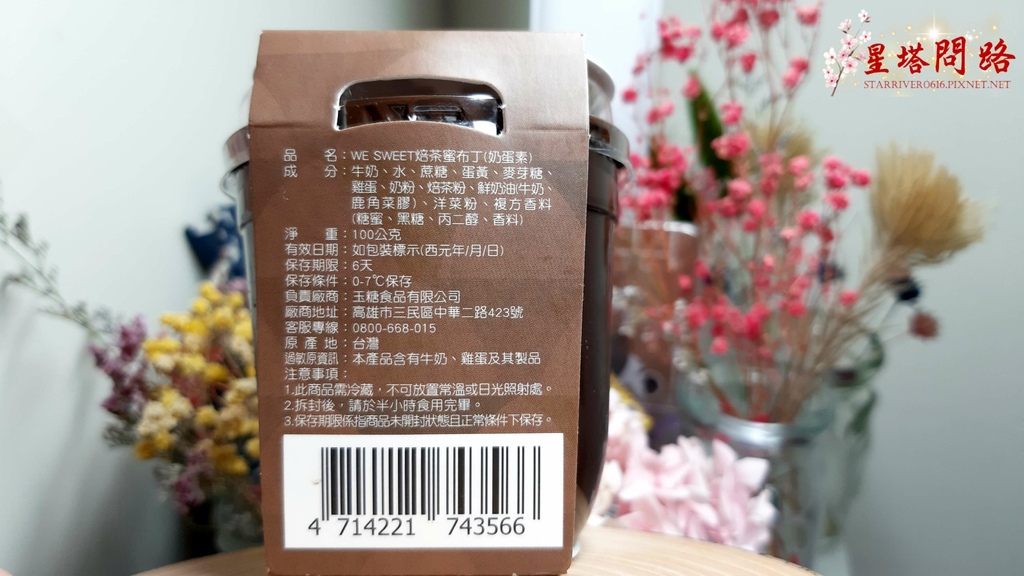 星塔問路
STARRIVER0616.PIXNET.NET
品 名：WE SWEET焙茶蜜布丁(奶蛋素)
成 分：牛奶、水、蔗糖、蛋黃、麥芽糖、
雞蛋、奶粉、焙茶粉、鮮奶油(牛奶、
鹿角菜膠)、洋菜粉、複方香料
(糖蜜、黑糖、丙二醇、香料)
淨 重：100公克
有效日期：如包裝標示(西元年/月/日)
保存期限：6天
保存條件：0-7℃保存
負責廠商：玉糖食品有限公司
廠商地址：高雄市三民區中華二路423號
客服專線：0800-668-015
原 產 地：台灣
過敏原資訊：本產品含有牛奶、雞蛋及其製品
注意事項：
1.此商品需冷藏，不可放置常溫或日光照射處。
2.拆封後，請於半小時食用完畢。
3.保存期限係指商品未開封狀態且正常條件下保存。
4 714221 743566